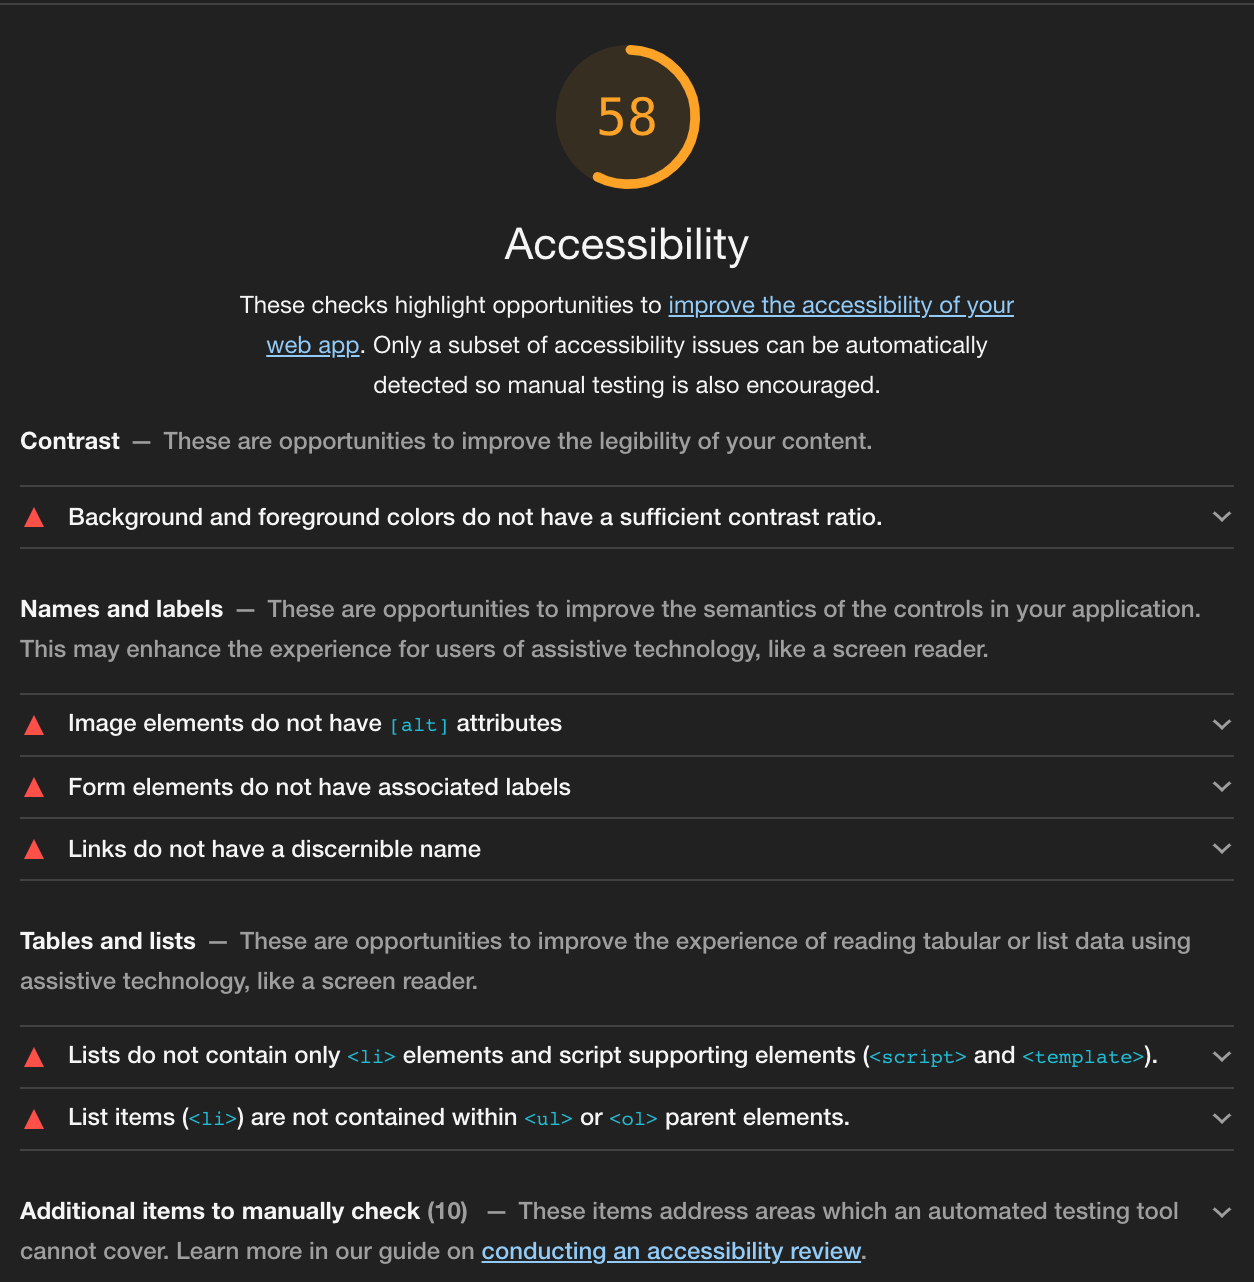 58
Accessibility
These checks highlight opportunities to improve the accessibility of your
web app. Only a subset of accessibility issues can be automatically
detected so manual testing is also encouraged.
Contrast — These are opportunities to improve the legibility of your content.
Background and foreground colors do not have a sufficient contrast ratio.
Names and labels — These are opportunities to improve the semantics of the controls in your application.
This may enhance the experience for users of assistive technology, like a screen reader.
Image elements do not have [alt] attributes
Form elements do not have associated labels
Links do not have a discernible name
Tables and lists — These are opportunities to improve the experience of reading tabular or list data using
assistive technology, like a screen reader.
Lists do not contain only <li> elements and script supporting elements (<script> and <template>).
List items (<li>) are not contained within <ul> or <ol> parent elements.
Additional items to manually check (10) — These items address areas which an automated testing tool
cannot cover. Learn more in our guide on conducting an accessibility review.